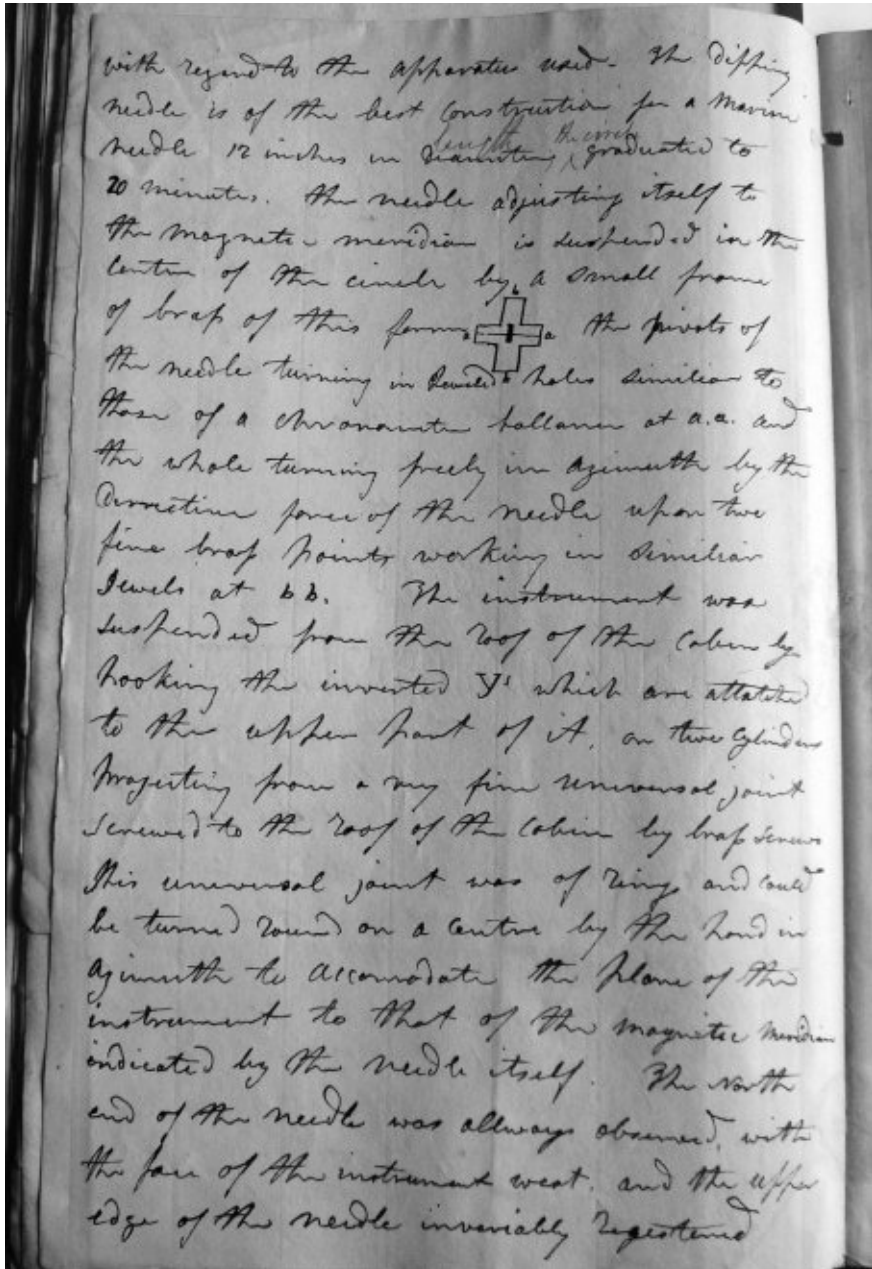 with regard to the apparatus used. The dipping
needle is of the best construction for a Marine
length the circle
needle 12 inches in diameter, graduated to
20 minutes. The needle adjusting itself to
the magnetic meridian is suspended in the
centre of the circle by a small frame
b
of brass of this form a a the pivots of
b
the needle turning in Jeweled holes similiar to
those of a chronometer ballance at a.a. and
the whole turning freely in azimuth by the
directive force of the needle upon two
fine brass points working in similiar
Jewels at b b. The instrument was
suspended from the roof of the cabin by
hooking the inverted Ys which are attatched
to the upper part of it, on two cylinders
projecting from a very fine universal joint
screwed to the roof of the cabin by brass screws
This universal joint was of rings and could
be turned round on a centre by the hand in
azimuth to accomodate the plane of the
instrument to that of the magnetic meridian
indicated by the needle itself. The North
end of the needle was allways observed, with
the face of the instrument west, and the upper
edge of the needle invariably registered